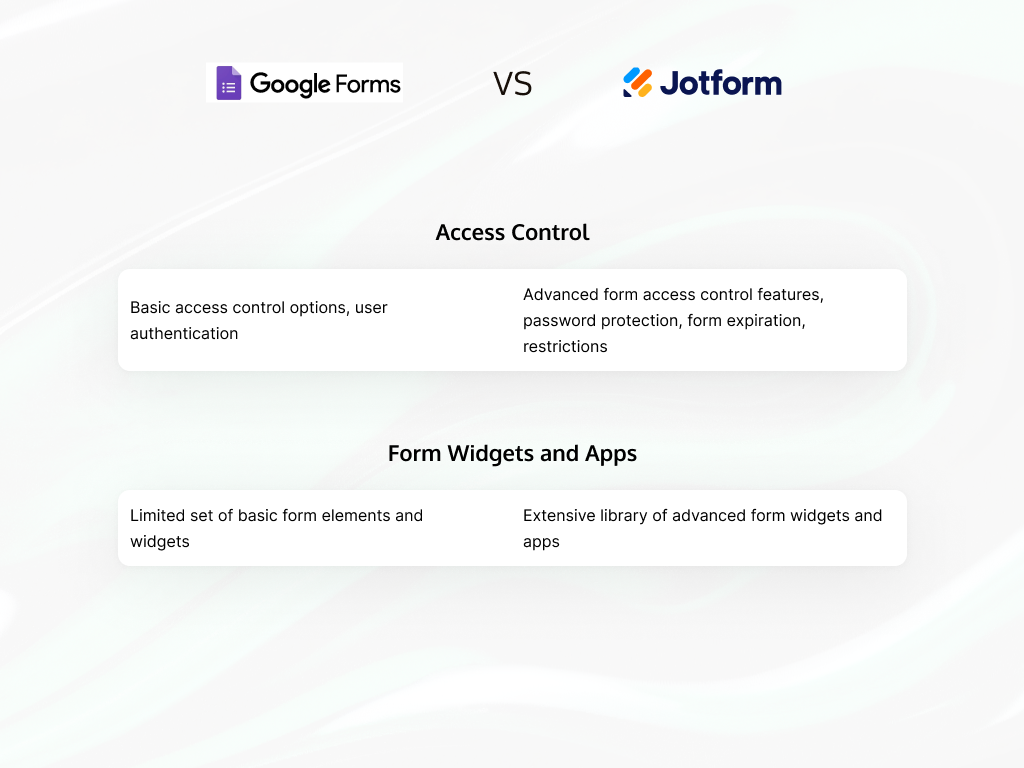 Google Forms VS Jotform
Access Control
Basic access control options, user
authentication
Advanced form access control features,
password protection, form expiration,
restrictions
Form Widgets and Apps
Limited set of basic form elements and
widgets
Extensive library of advanced form widgets and
apps